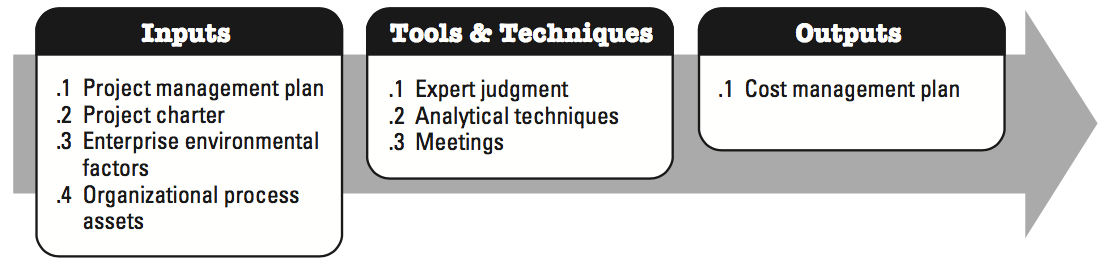 Inputs
.1 Project management plan
.2 Project charter
.3 Enterprise environmental
factors
.4 Organizational process
assets
Tools & Techniques
.1 Expert judgment
.2 Analytical techniques
.3 Meetings
Outputs
.1 Cost management plan